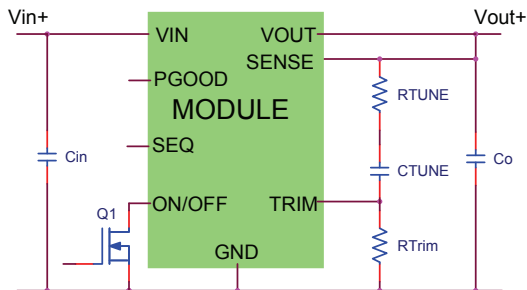 Vin+
Vout+
VIN
VOUT
SENSE
PGOOD
RTUNE
MODULE
SEQ
Cin
CTUNE
Co
Q1
ON/OFF
TRIM
GND
RTrim